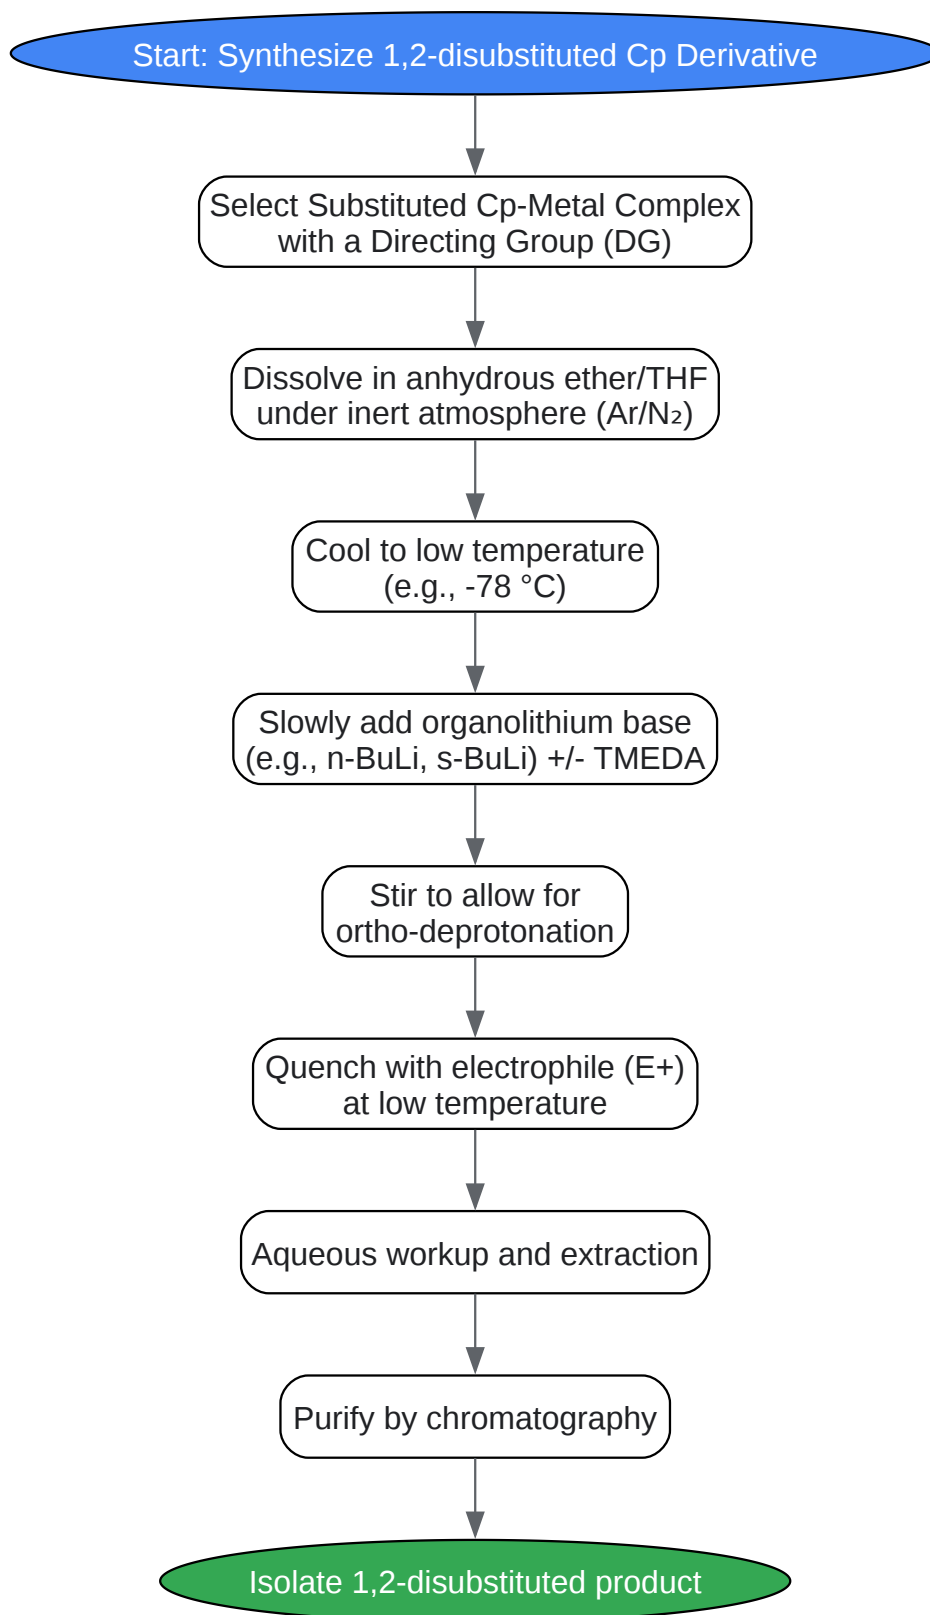 Start: Synthesize 1,2-disubstituted Cp Derivative
Select Substituted Cp-Metal Complex
with a Directing Group (DG)
Dissolve in anhydrous ether/THF
under inert atmosphere (Ar/N₂)
Cool to low temperature
(e.g., -78 °C)
Slowly add organolithium base
(e.g., n-BuLi, s-BuLi) +/- TMEDA
Stir to allow for
ortho-deprotonation
Quench with electrophile (E+)
at low temperature
Aqueous workup and extraction
Purify by chromatography
Isolate 1,2-disubstituted product